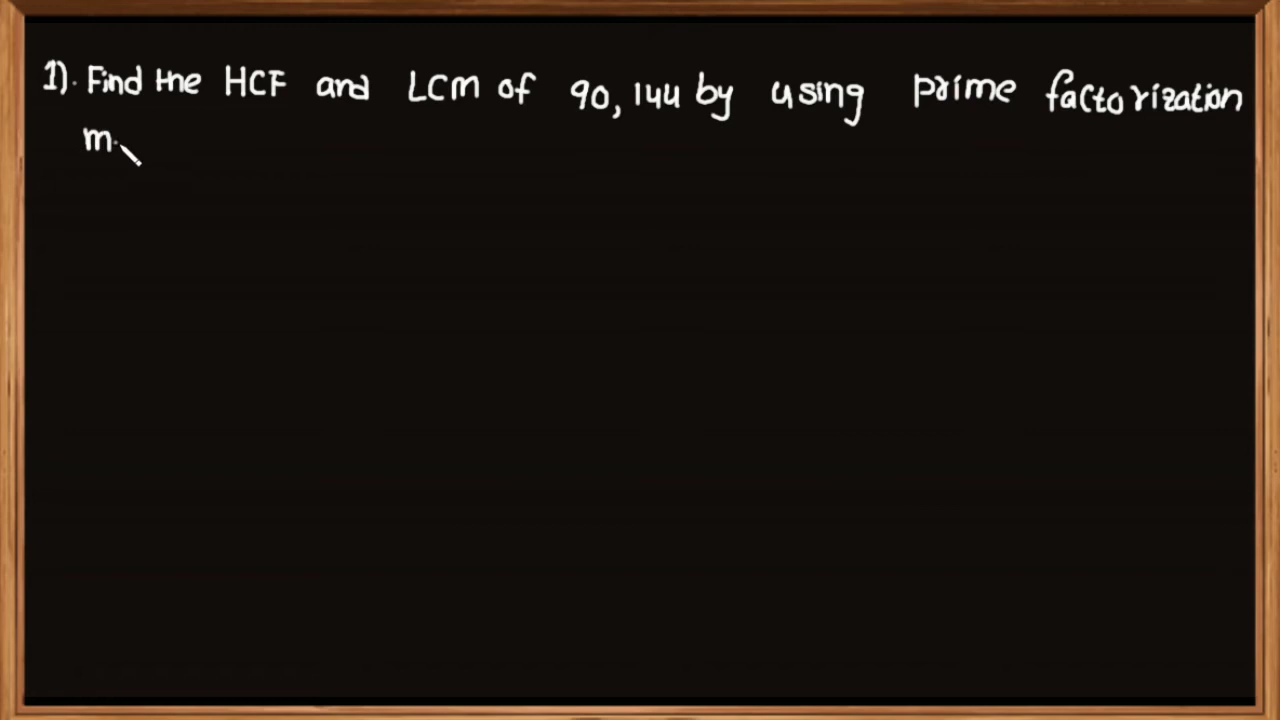 1). Find the HCF and LCM of 90, 144 by using prime factorization
m